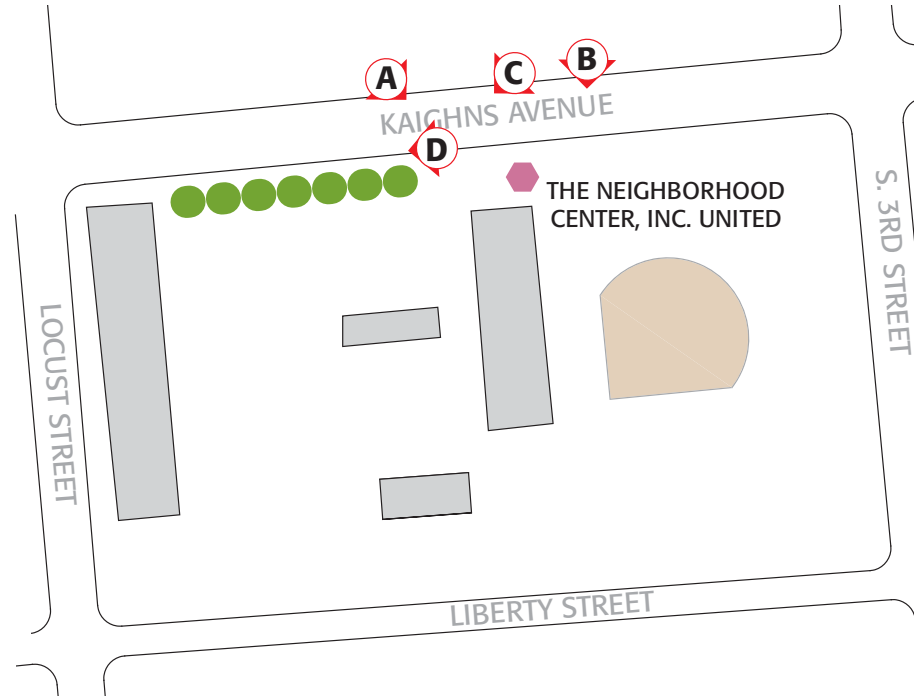 A
C
B
KAIGHNS AVENUE
D
THE NEIGHBORHOOD
CENTER, INC. UNITED
S. 3RD STREET
LOCUST STREET
LIBERTY STREET